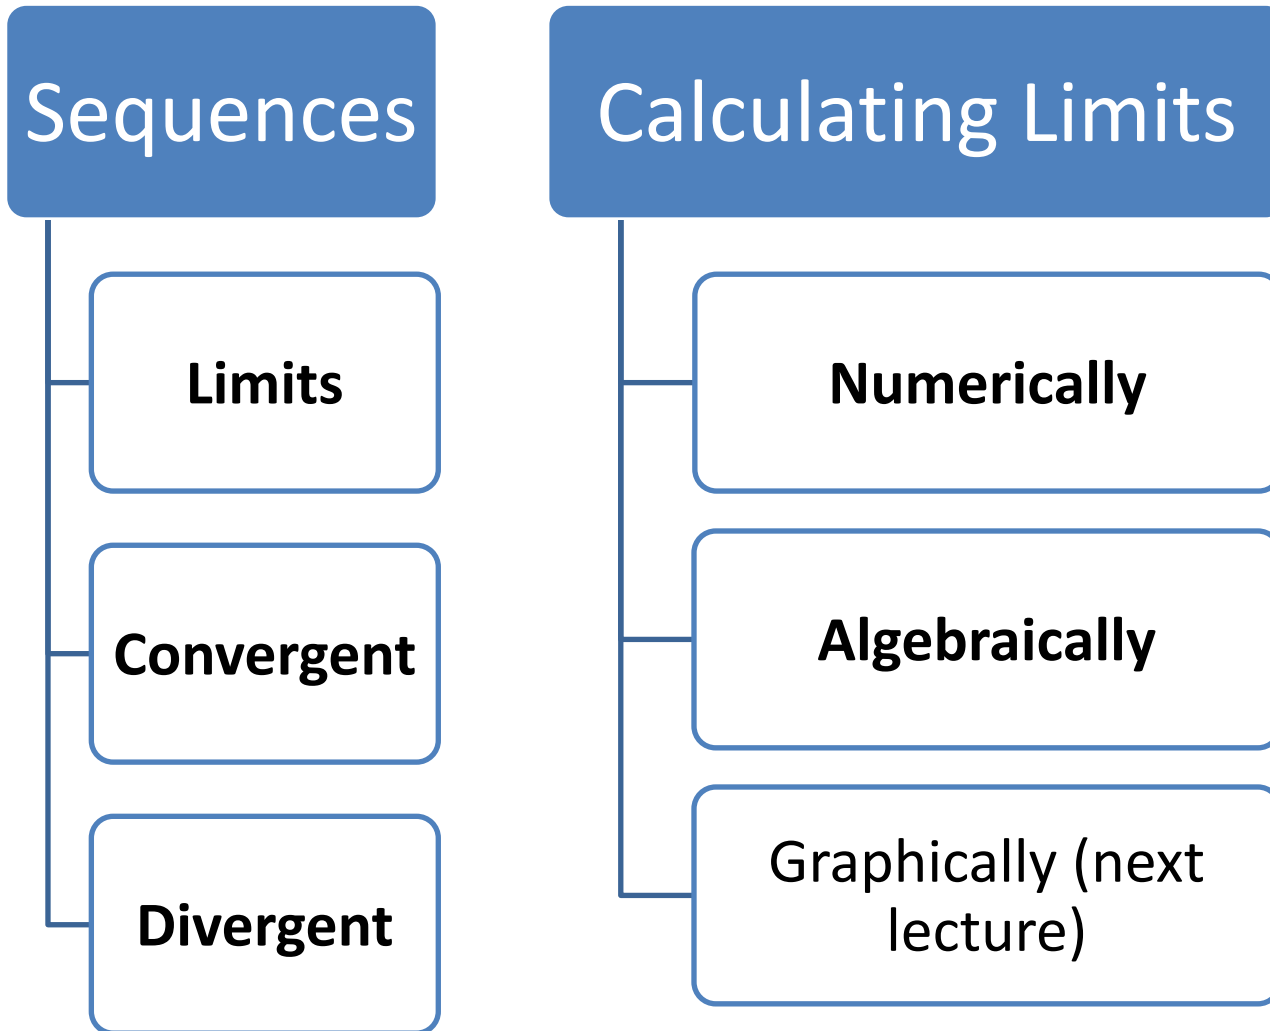 Sequences
Limits
Convergent
Divergent
Calculating Limits
Numerically
Algebraically
Graphically (next
lecture)